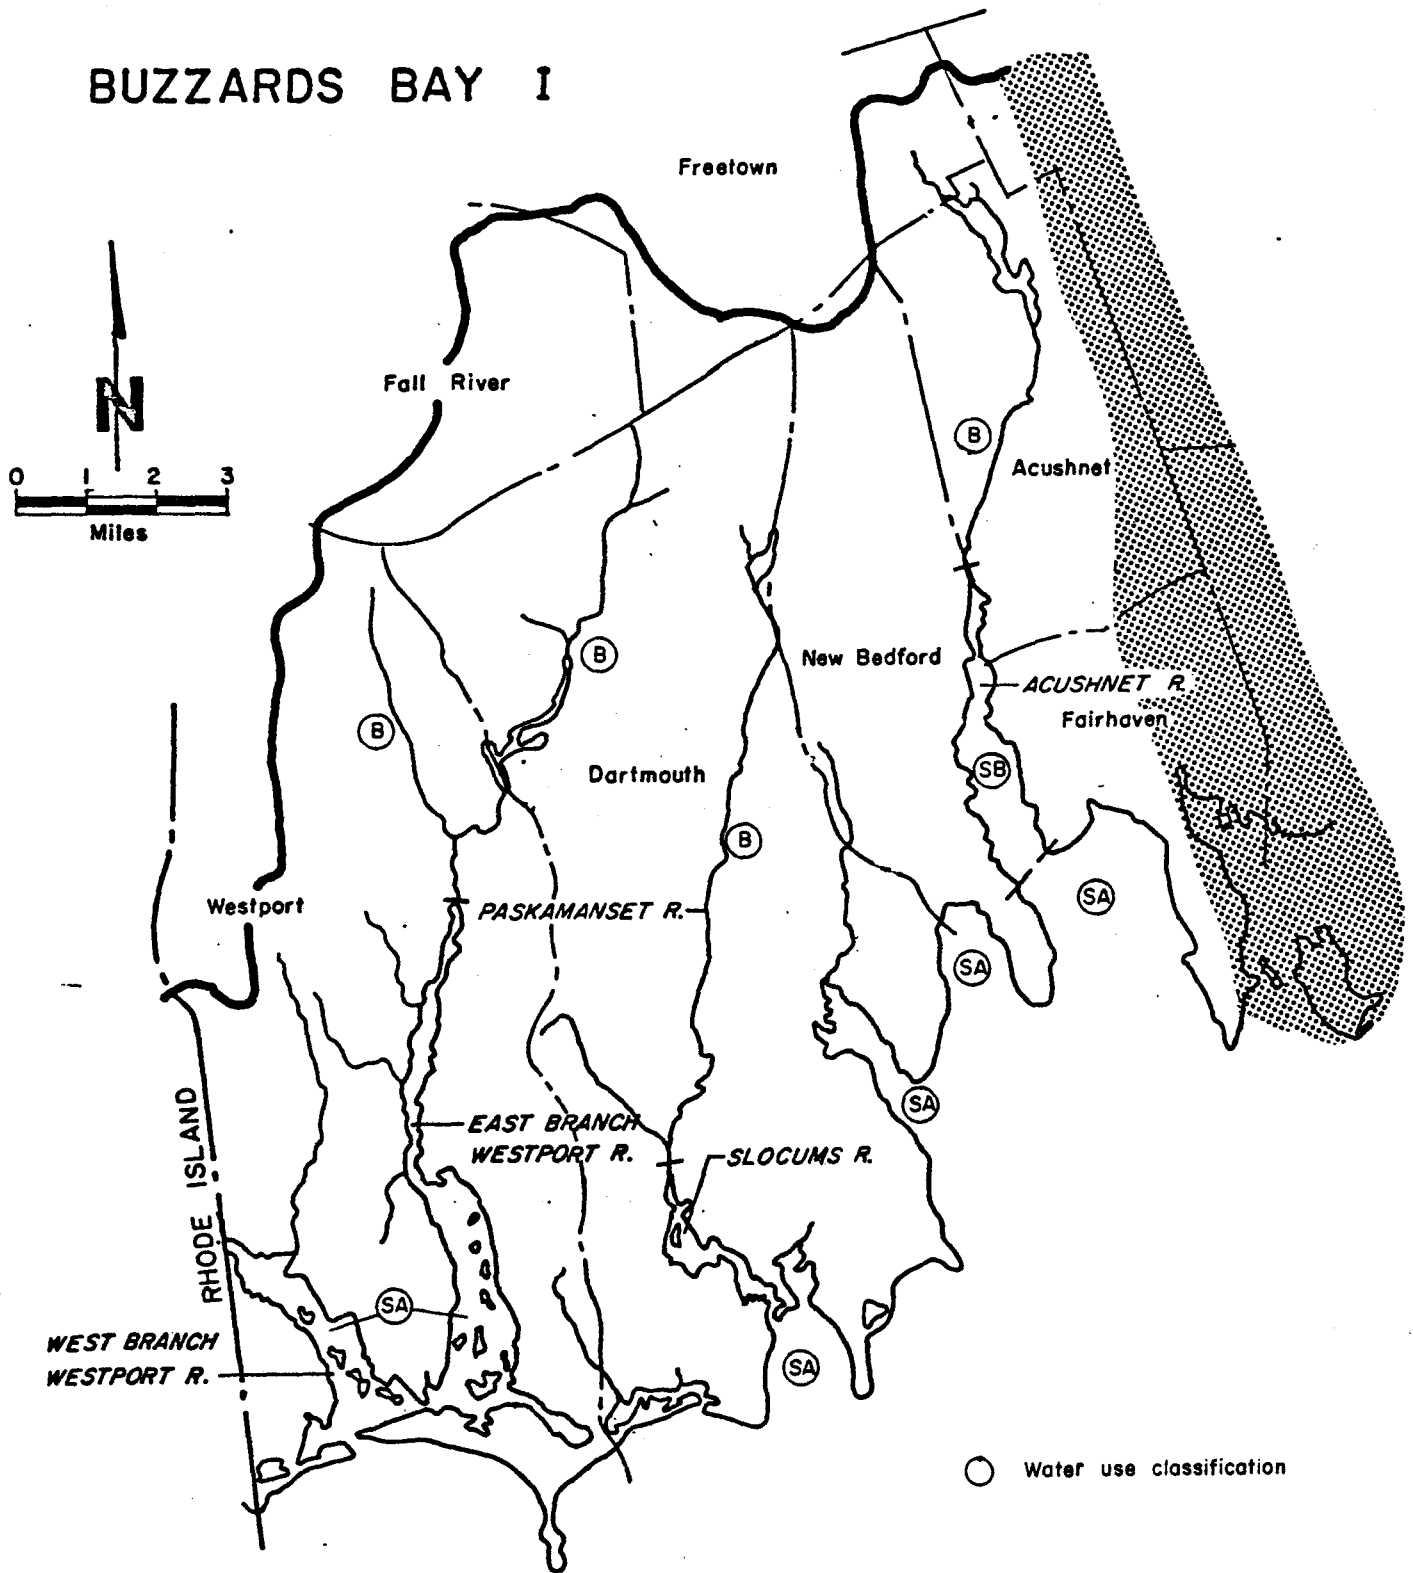 BUZZARDS BAY I
Freetown
Fall River
N
0 1 2 3
Miles
B
Acushnet
B
New Bedford
ACUSHNET R.
Fairhaven
B
SB
Dartmouth
B
SA
Westport
PASKAMANSET R.
SA
SA
EAST BRANCH
WESTPORT R.
SLOCUMS R.
RHODE ISLAND
SA
WEST BRANCH
WESTPORT R.
SA
Water use classification